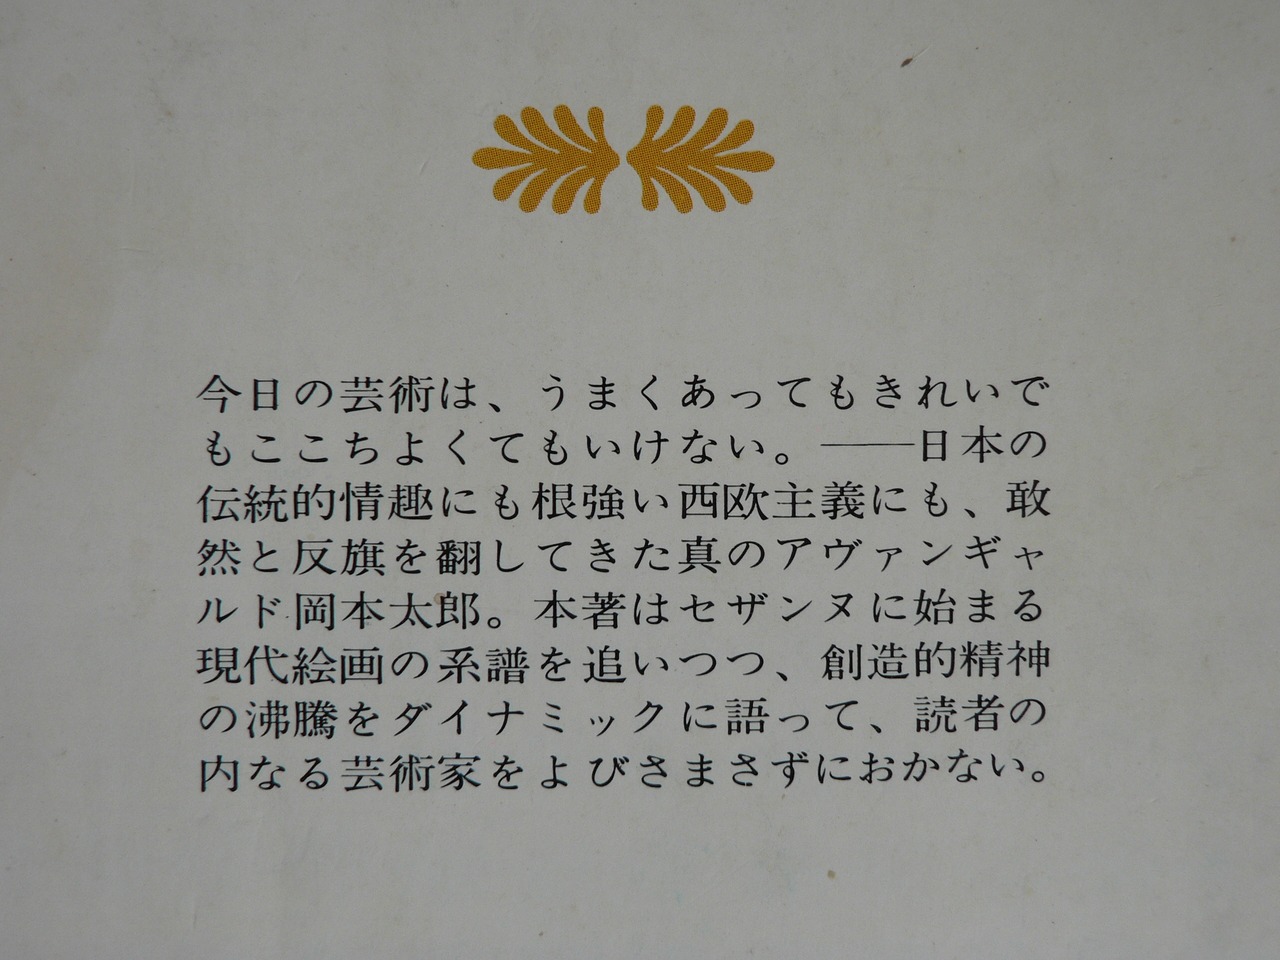 今日の芸術は、うまくあってもきれいで
もここちよくてもいけない。――日本の
伝統的情趣にも根強い西欧主義にも、敢
然と反旗を翻してきた真のアヴァンギャ
ルド岡本太郎。本著はセザンヌに始まる
現代絵画の系譜を追いつつ、創造的精神
の沸騰をダイナミックに語って、読者の
内なる芸術家をよびさまさずにおかない。